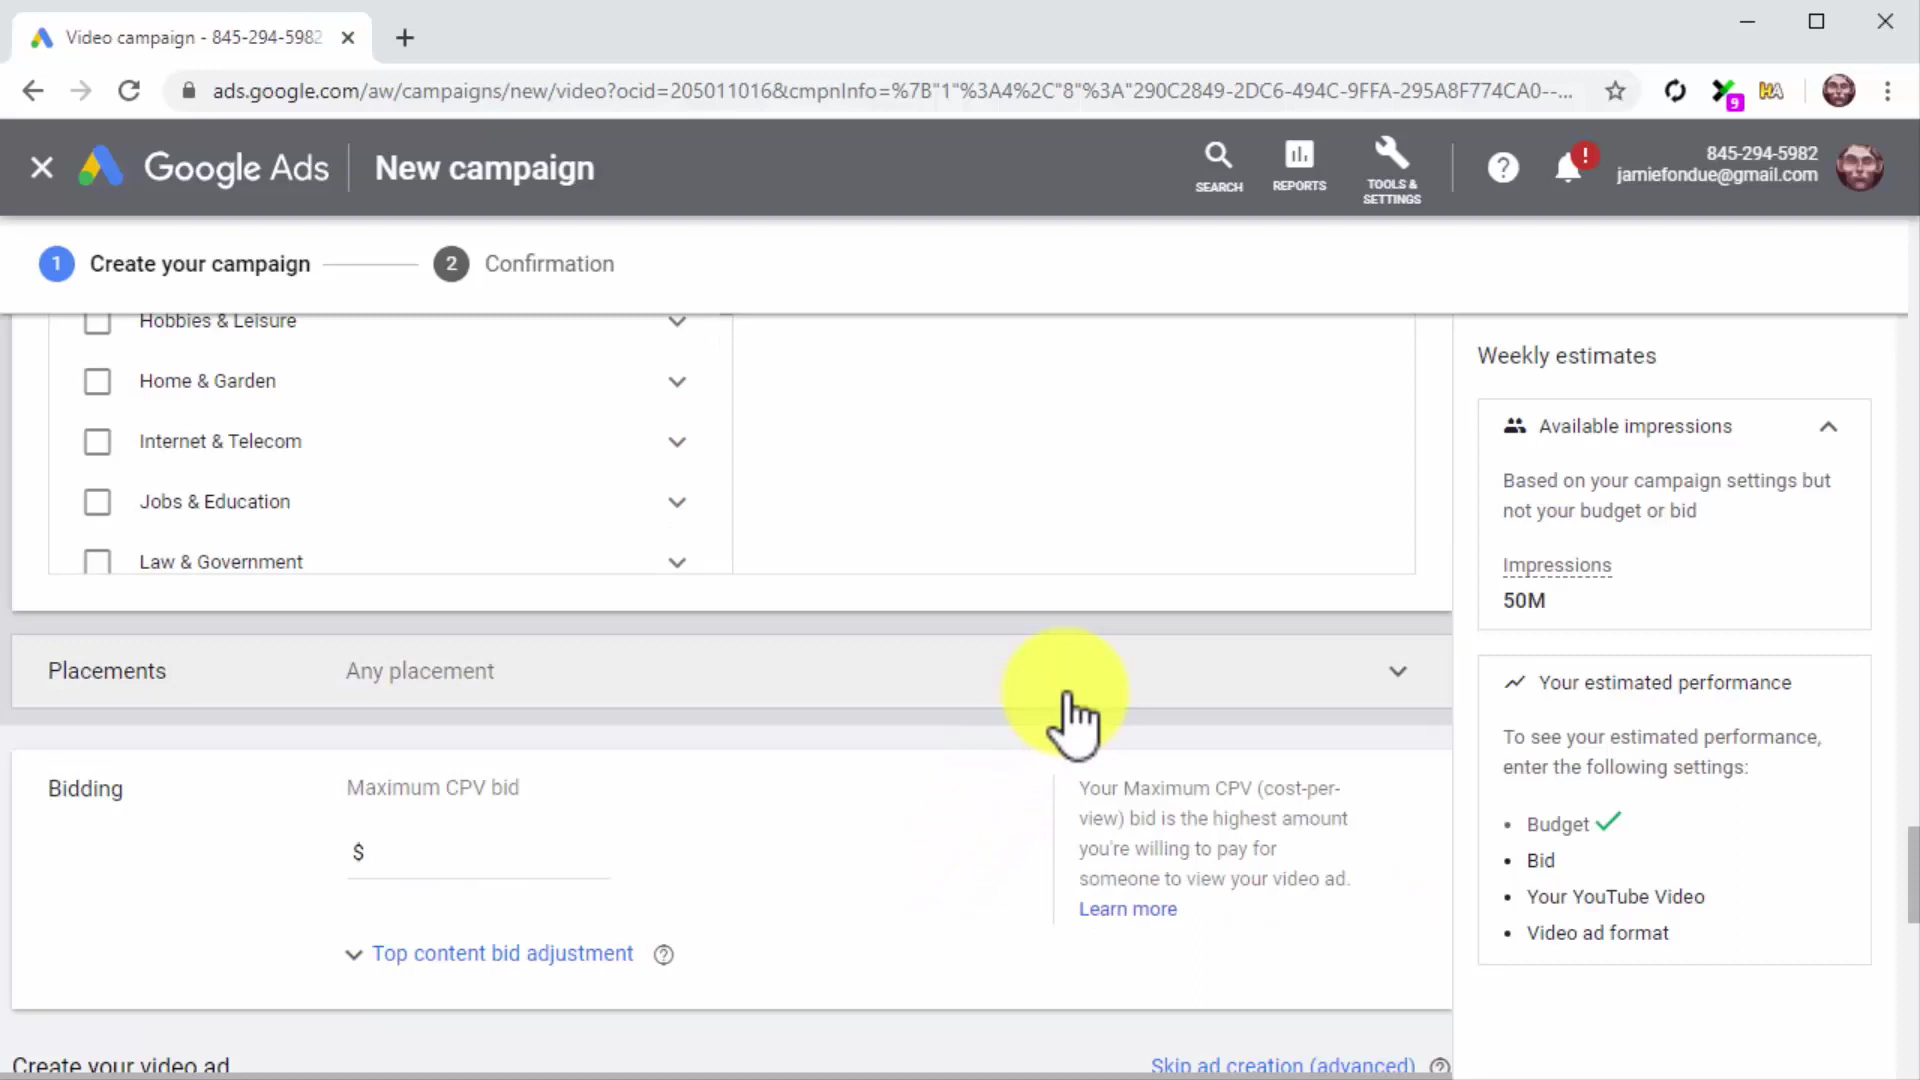 Video campaign - 845-294-5982
ads.google.com/aw/campaigns/new/video?ocid=205011016&cmpnInfo=%7B"1"%3A4%2C"8"%3A"290C2849-2DC6-494C-9FFA-295A8F774CA0--...
9
HA
Google Ads
New campaign
SEARCH
REPORTS
TOOLS &
SETTINGS
?
!
845-294-5982
jamiefondue@gmail.com
1 Create your campaign
2 Confirmation
Hobbies & Leisure
Home & Garden
Internet & Telecom
Jobs & Education
Law & Government
Placements
Any placement
Bidding
Maximum CPV bid
$
Top content bid adjustment ?
Your Maximum CPV (cost-per-
view) bid is the highest amount
you're willing to pay for
someone to view your video ad.
Learn more
Create your video ad
Skip ad creation (advanced) ?
Weekly estimates
Available impressions
Based on your campaign settings but
not your budget or bid
Impressions
50M
Your estimated performance
To see your estimated performance,
enter the following settings:
• Budget
• Bid
• Your YouTube Video
• Video ad format